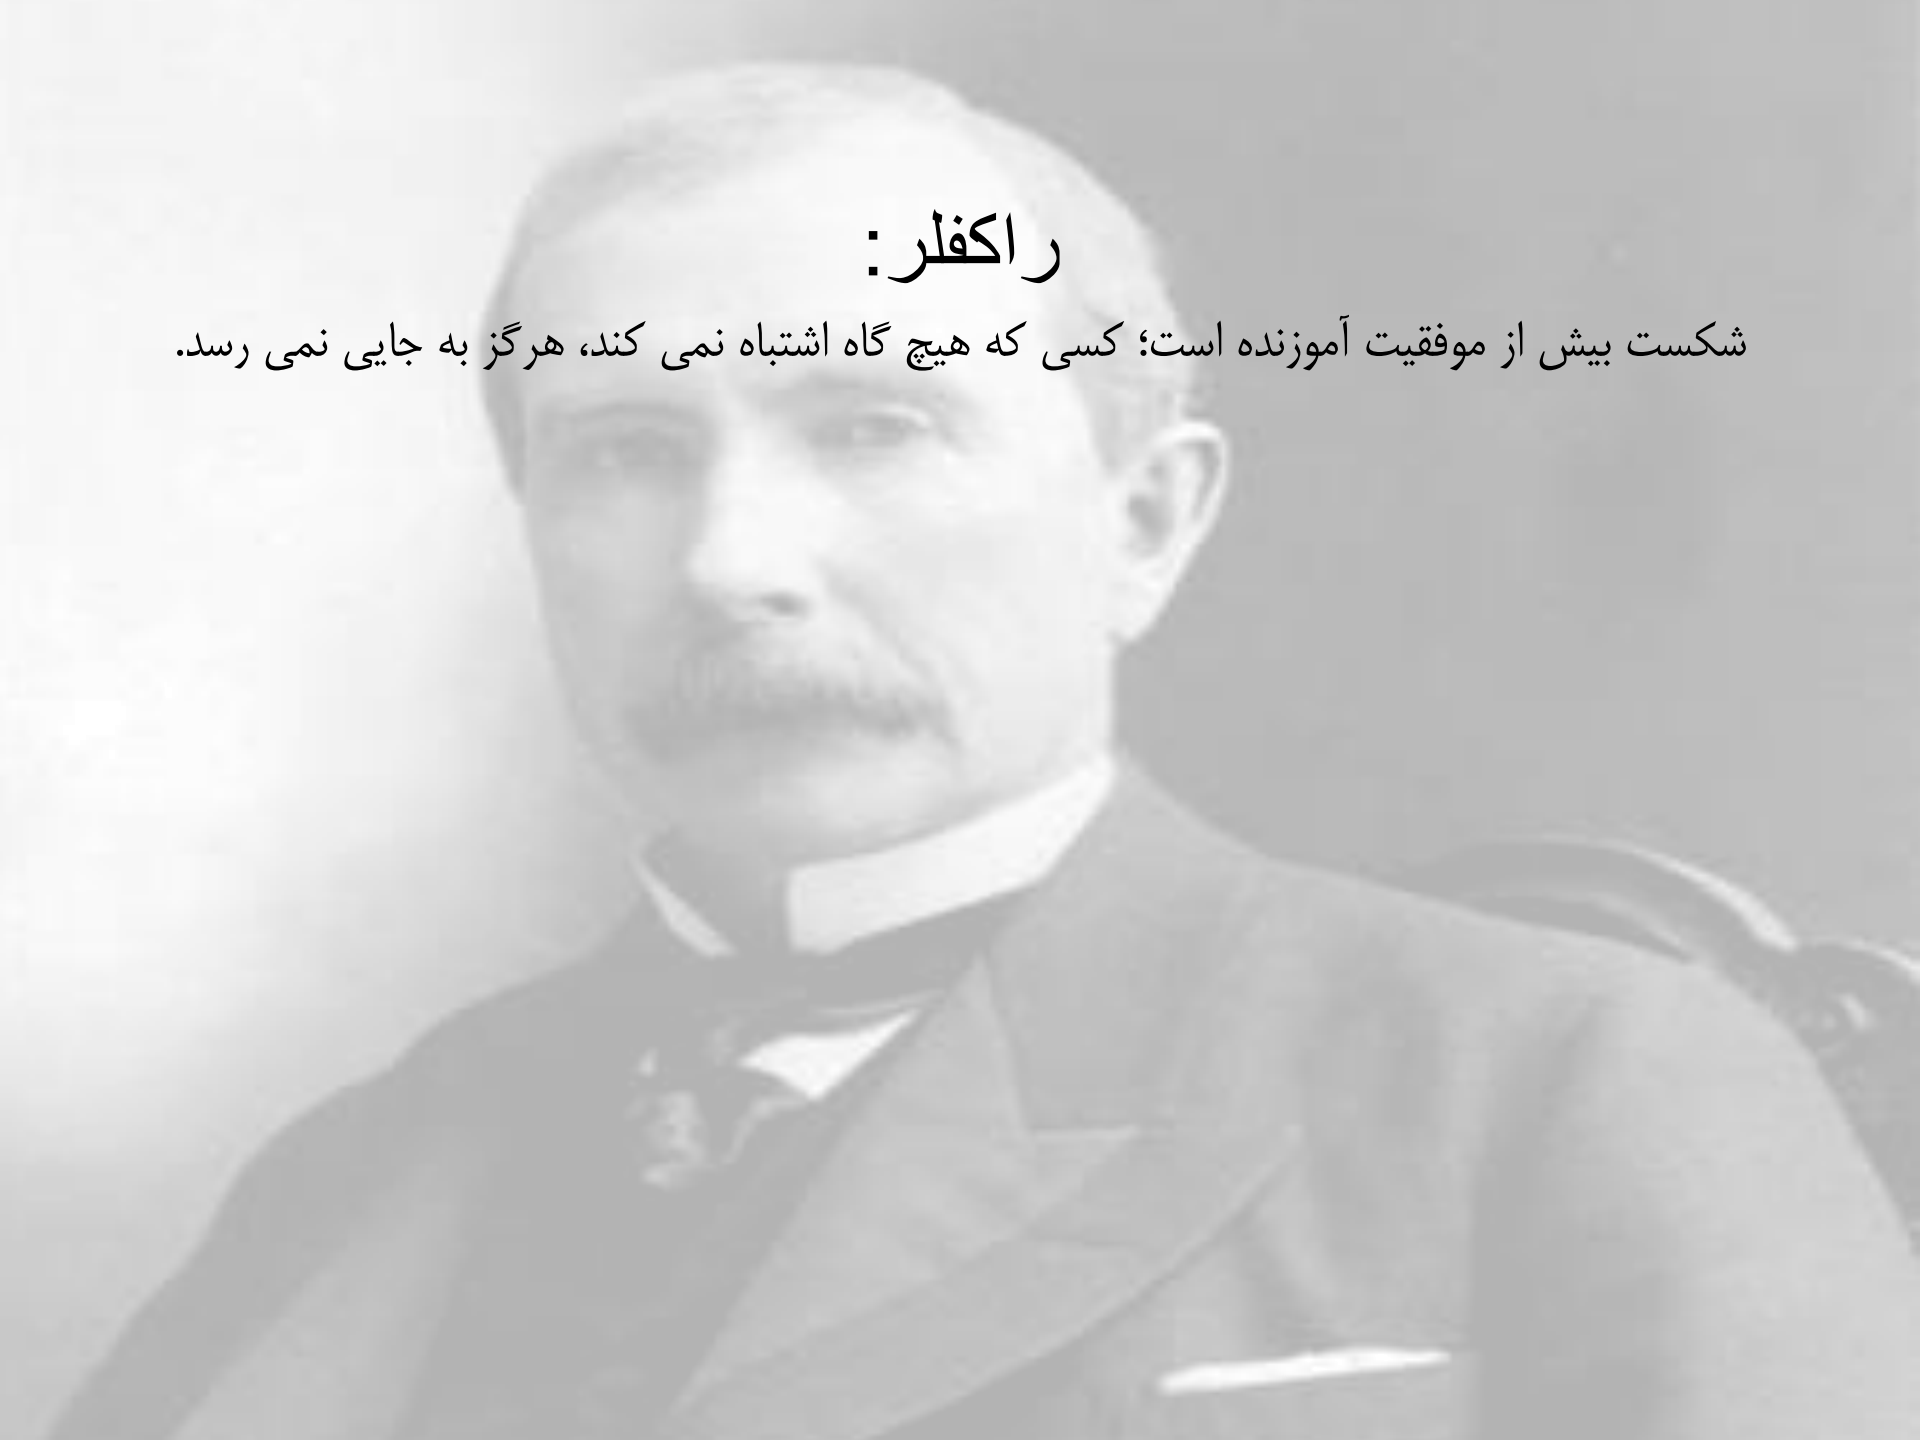 راکفلر:
شکست بیش از موفقیت آموزنده است؛ کسی که هیچ گاه اشتباه نمی کند، هرگز به جایی نمی رسد.